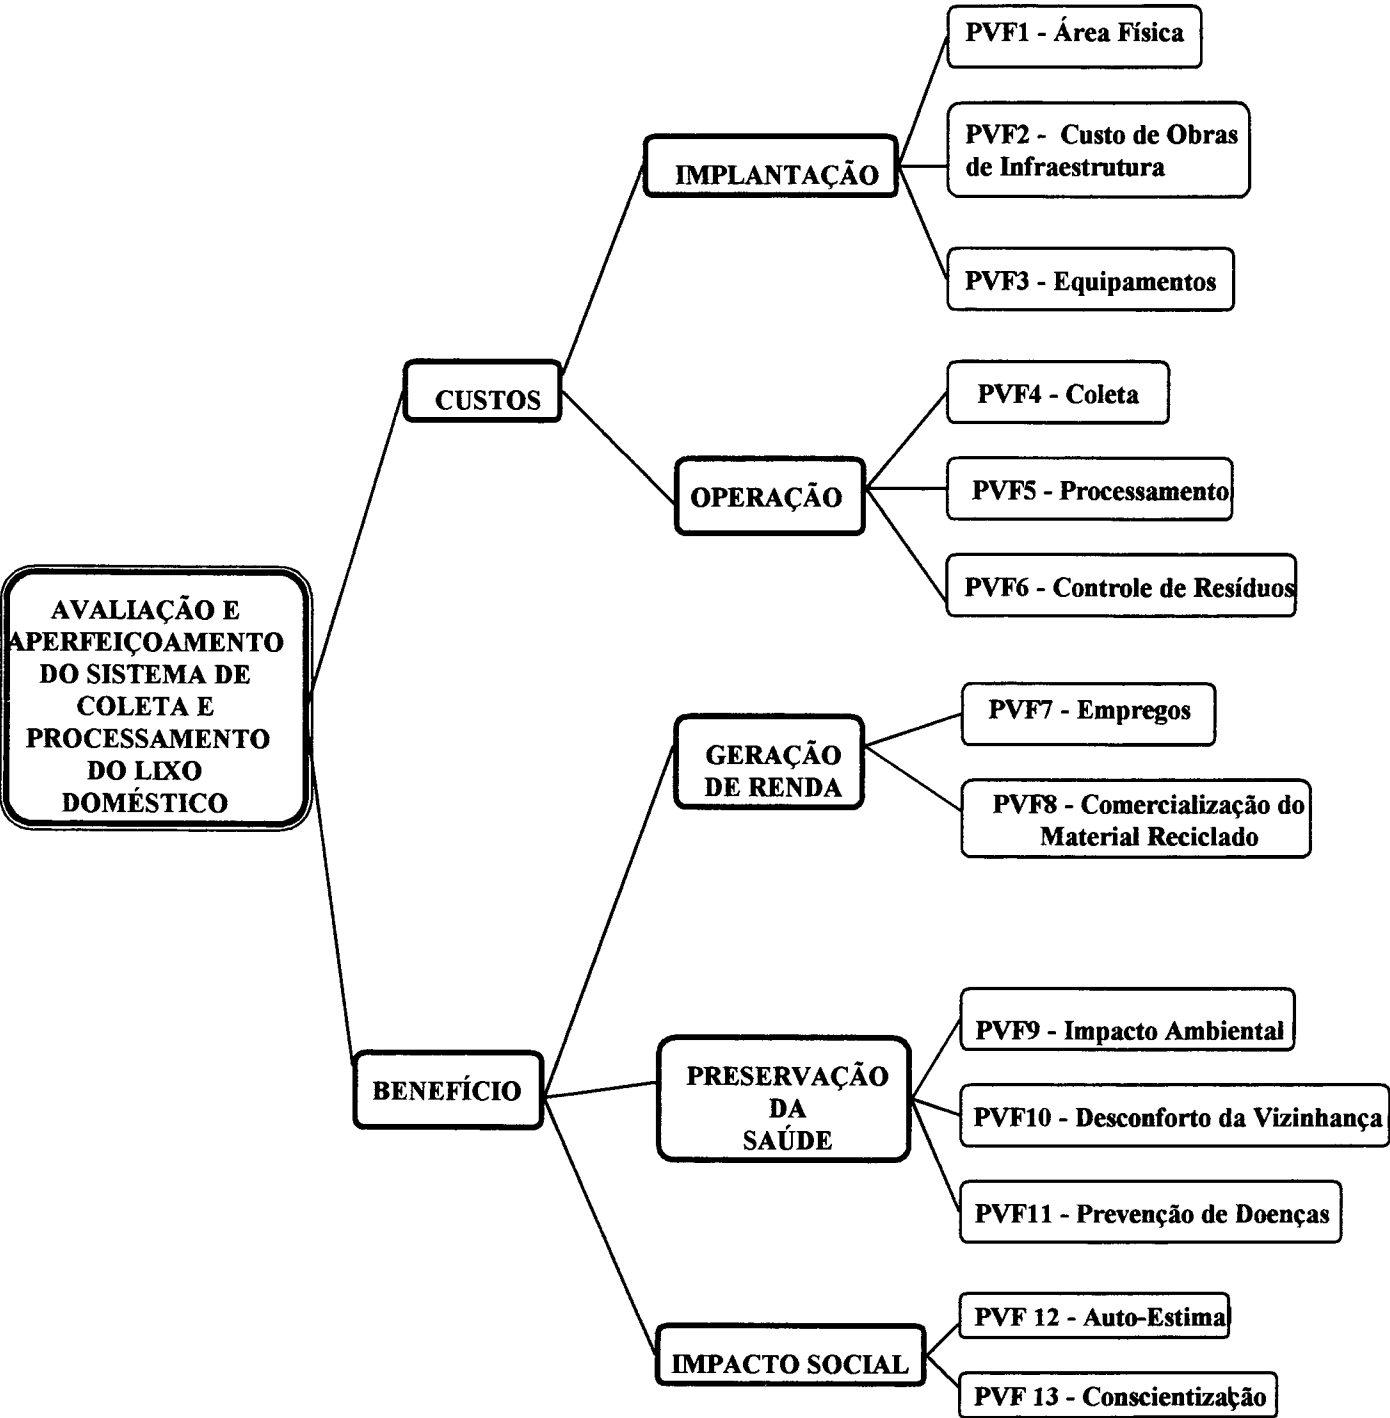 PVF1 - Área Física
PVF2 - Custo de Obras
de Infraestrutura
IMPLANTAÇÃO
PVF3 - Equipamentos
CUSTOS
PVF4 - Coleta
PVF5 - Processamento
OPERAÇÃO
PVF6 - Controle de Resíduos
AVALIAÇÃO E
APERFEIÇOAMENTO
DO SISTEMA DE
COLETA E
PROCESSAMENTO
DO LIXO
DOMÉSTICO
PVF7 - Empregos
GERAÇÃO
DE RENDA
PVF8 - Comercialização do
Material Reciclado
BENEFÍCIO
PVF9 - Impacto Ambiental
PRESERVAÇÃO
DA
SAÚDE
PVF10 - Desconforto da Vizinhança
PVF11 - Prevenção de Doenças
PVF 12 - Auto-Estima
IMPACTO SOCIAL
PVF 13 - Conscientização